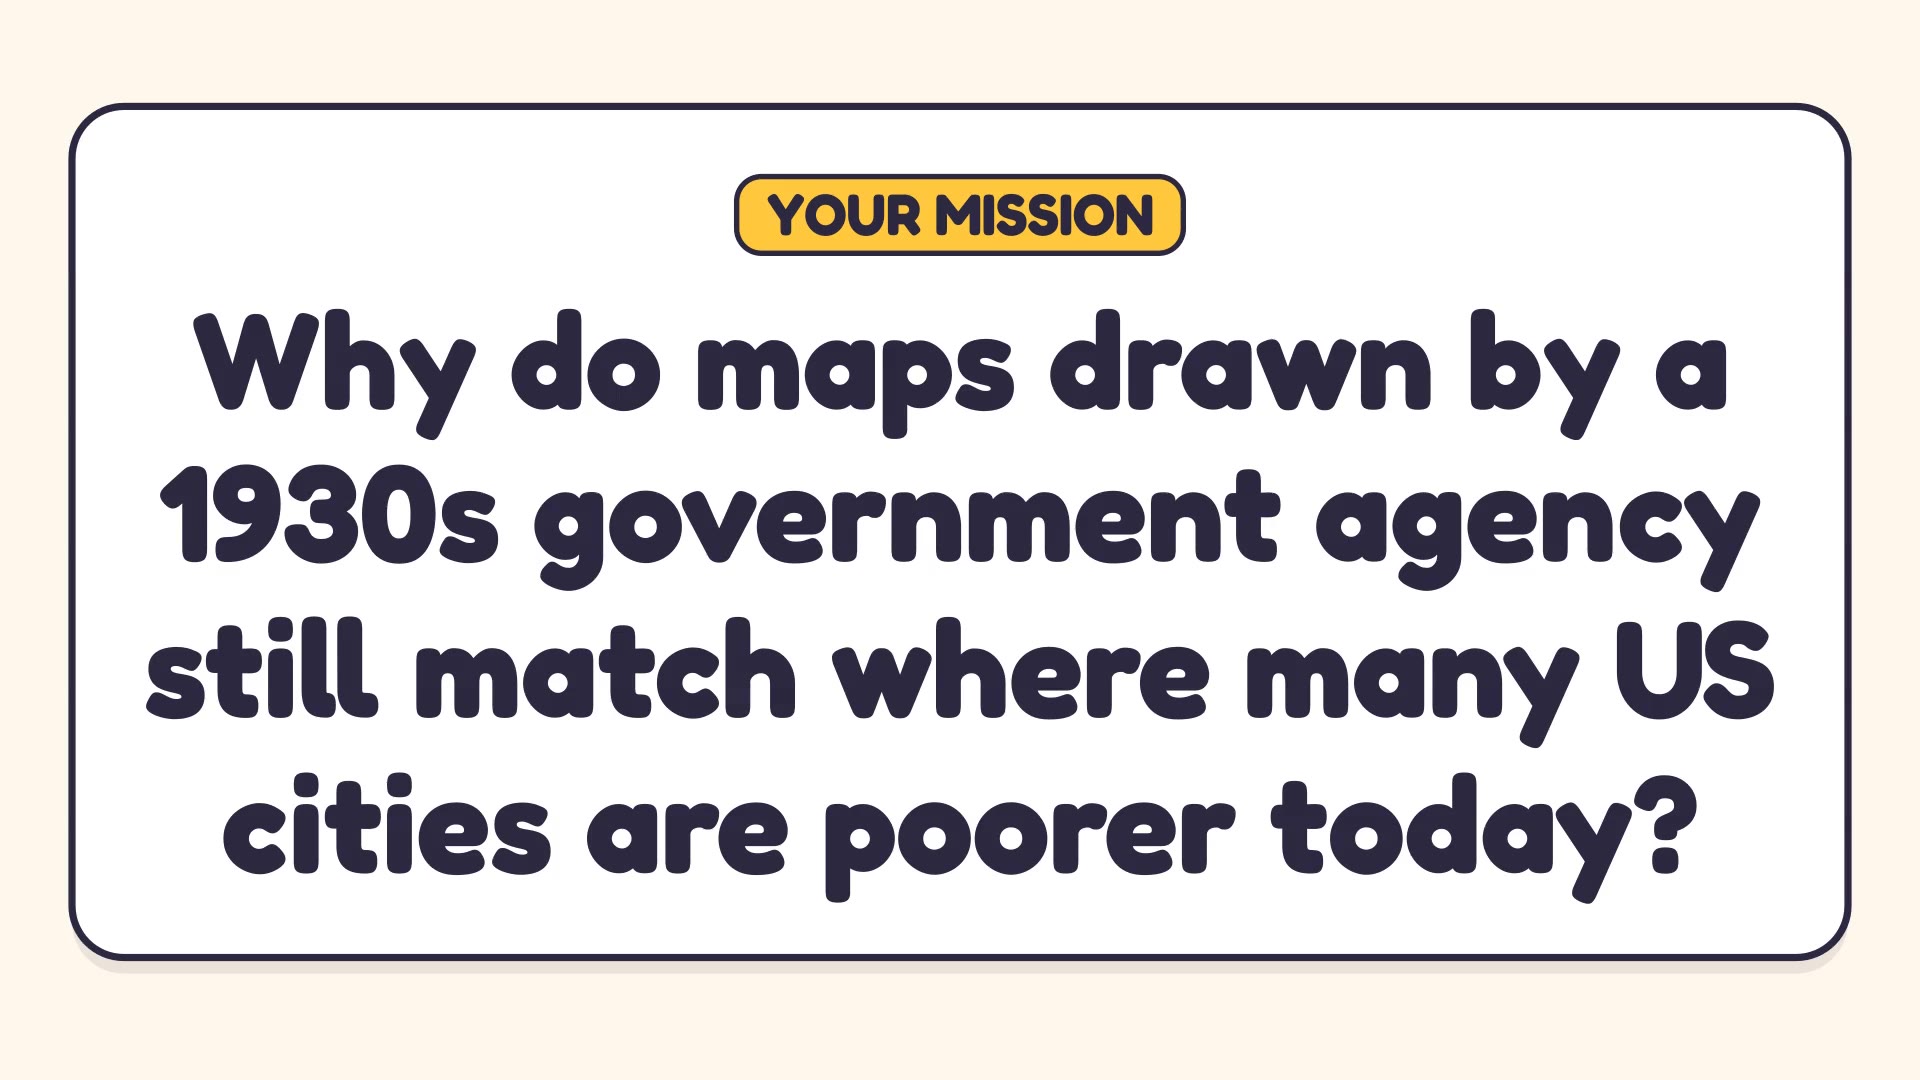 YOUR MISSION
Why do maps drawn by a
1930s government agency
still match where many US
cities are poorer today?